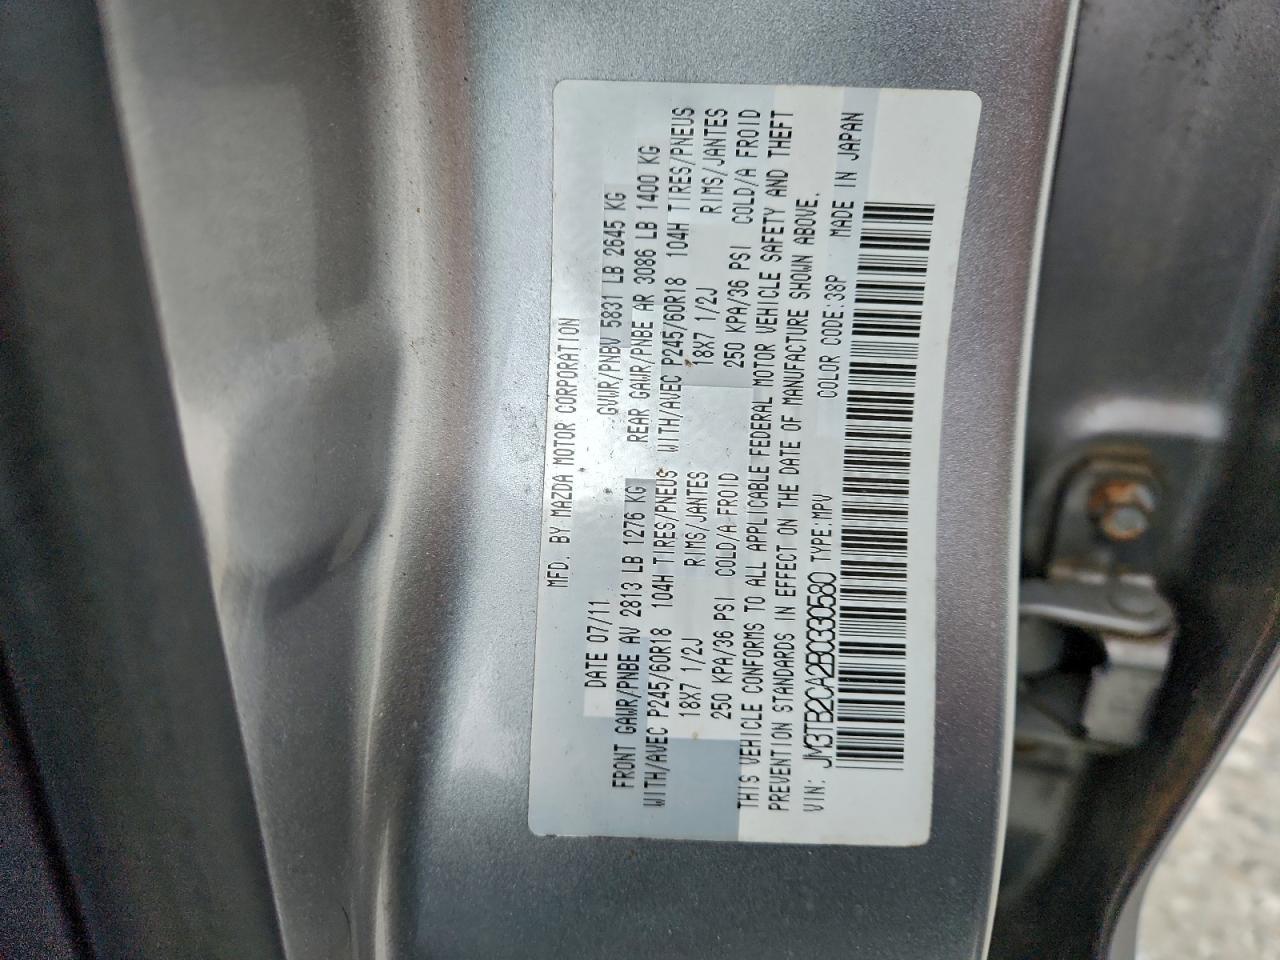 MFD. BY MAZDA MOTOR CORPORATION
DATE 07/11 GVWR/PNBV 5831 LB 2645 KG
FRONT GAWR/PNBE AV 2813 LB 1276 KG REAR GAWR/PNBE AR 3086 LB 1400 KG
WITH/AVEC P245/60R18 104H TIRES/PNEUS WITH/AVEC P245/60R18 104H TIRES/PNEUS
18X7 1/2J RIMS/JANTES 18X7 1/2J RIMS/JANTES
250 KPA/36 PSI COLD/A FROID 250 KPA/36 PSI COLD/A FROID
THIS VEHICLE CONFORMS TO ALL APPLICABLE FEDERAL MOTOR VEHICLE SAFETY AND THEFT
PREVENTION STANDARDS IN EFFECT ON THE DATE OF MANUFACTURE SHOWN ABOVE.
VIN: JM3TB2CA2B0330580 TYPE:MPV COLOR CODE:38P MADE IN JAPAN